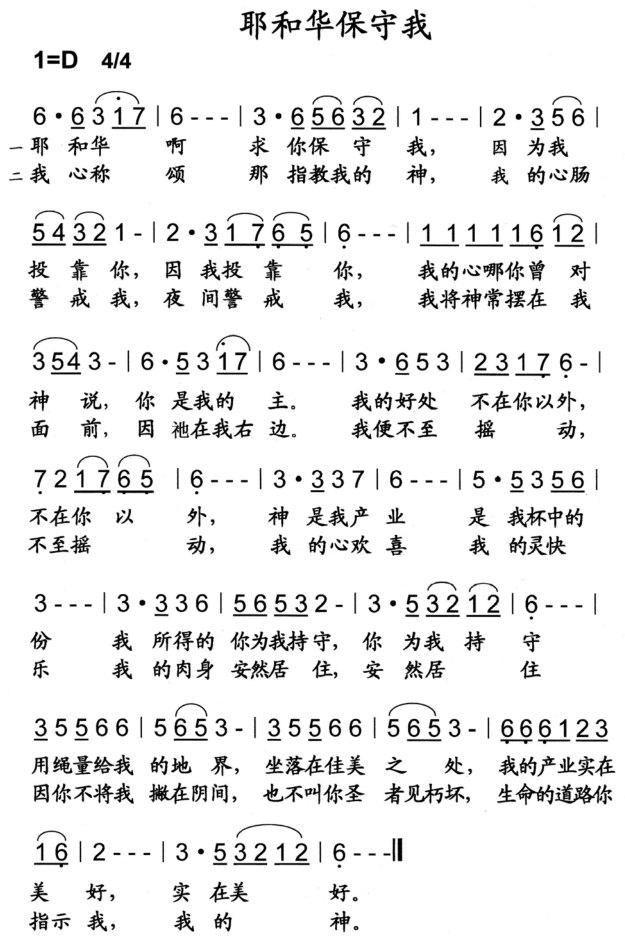 耶和华保守我
1=D 4/4
6·6 3 1 7 | 6 - - - | 3·6 5 6 3 2 | 1 - - - | 2·3 5 6 |
一耶 和华 啊 求 你保 守 我， 因 为我
二我 心称 颂 那 指教我的 神， 我 的心肠
5 4 3 2 1 - | 2·3 1 7 6 5 | 6 - - - | 1 1 1 1 1 6 1 2 |
投 靠 你，因 我投 靠 你， 我的心哪你曾 对
警 戒 我，夜 间警 戒 我， 我将神常摆在 我
3 5 4 3 - | 6·5 3 1 7 | 6 - - - | 3·6 5 3 | 2 3 1 7 6 - |
神 说，你 是我的 主。 我的好处 不在你以外，
面 前，因 祂在我右 边。 我便不至 摇 动，
7 2 1 7 6 5 | 6 - - - | 3·3 3 7 | 6 - - - | 5·5 3 5 6 |
不在你 以 外， 神 是我产 业 是 我杯中的
不至摇 动， 我 的心欢 喜 我 的灵快
3 - - - | 3·3 3 6 | 5 6 5 3 2 - | 3·5 3 2 1 2 | 6 - - - |
份 我 所得的 你为我持守，你 为我 持 守
乐 我 的肉身 安然居 住，安 然居 住
3 5 5 6 6 | 5 6 5 3 - | 3 5 5 6 6 | 5 6 5 3 - | 6 6 6 1 2 3
用绳量给我 的地 界， 坐落在佳美 之 处，我的产业实在
因你不将我 撇在阴间，也不叫你圣 者见朽坏，生命的道路你
1 6 | 2 - - - | 3·5 3 2 1 2 | 6 - - - ||
美 好， 实 在美 好。
指示 我， 我 的 神。